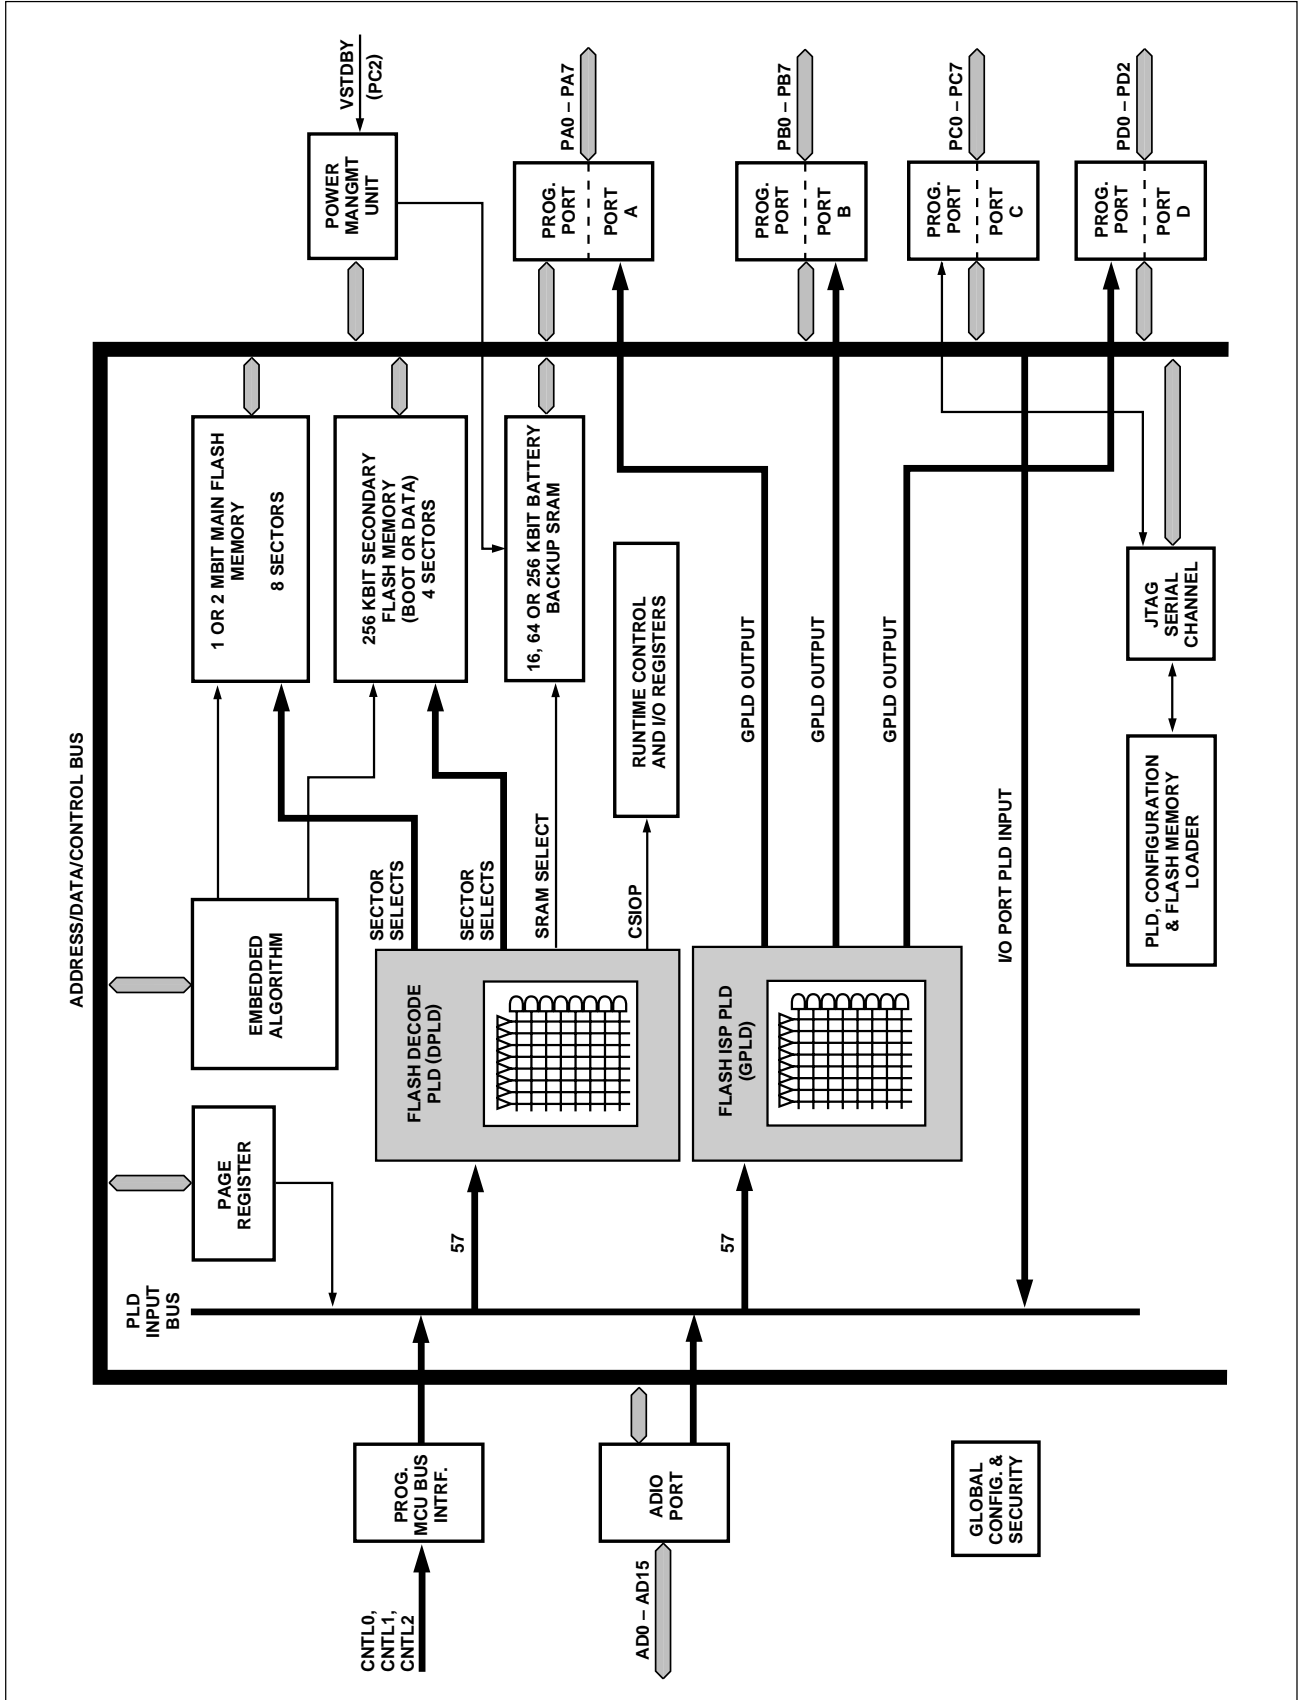 ADDRESS/DATA/CONTROL BUS
CNTL0,
CNTL1,
CNTL2
PROG.
MCU BUS
INTRF.
PLD
INPUT
BUS
PAGE
REGISTER
EMBEDDED
ALGORITHM
1 OR 2 MBIT MAIN FLASH
MEMORY
8 SECTORS
POWER
MANGMT
UNIT
VSTDBY
(PC2)
256 KBIT SECONDARY
FLASH MEMORY
(BOOT OR DATA)
4 SECTORS
SECTOR
SELECTS
57
FLASH DECODE
PLD (DPLD)
SECTOR
SELECTS
SRAM SELECT
16, 64 OR 256 KBIT BATTERY
BACKUP SRAM
CSIOP
RUNTIME CONTROL
AND I/O REGISTERS
PROG.
PORT
PORT
A
PA0 – PA7
AD0 – AD15
ADIO
PORT
57
FLASH ISP PLD
(GPLD)
GPLD OUTPUT
GPLD OUTPUT
GPLD OUTPUT
PROG.
PORT
PORT
B
PB0 – PB7
PROG.
PORT
PORT
C
PC0 – PC7
GLOBAL
CONFIG. &
SECURITY
I/O PORT PLD INPUT
PROG.
PORT
PORT
D
PD0 – PD2
PLD, CONFIGURATION
& FLASH MEMORY
LOADER
JTAG
SERIAL
CHANNEL